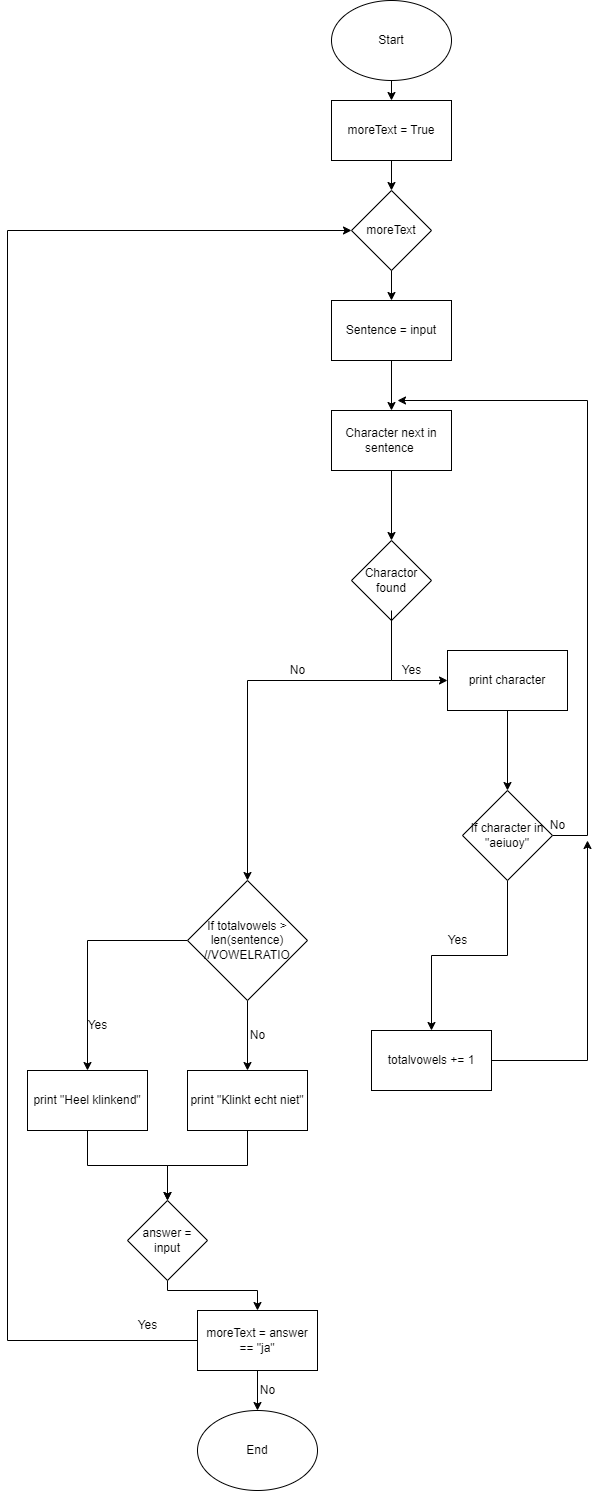 Start
moreText = True
moreText
Sentence = input
Character next in
sentence
Charactor
found
No
Yes
print character
If character in
"aeiuoy"
No
Yes
totalvowels += 1
If totalvowels >
len(sentence)
//VOWELRATIO
Yes
No
print "Heel klinkend"
print "Klinkt echt niet"
answer =
input
moreText = answer
== "ja"
Yes
No
End